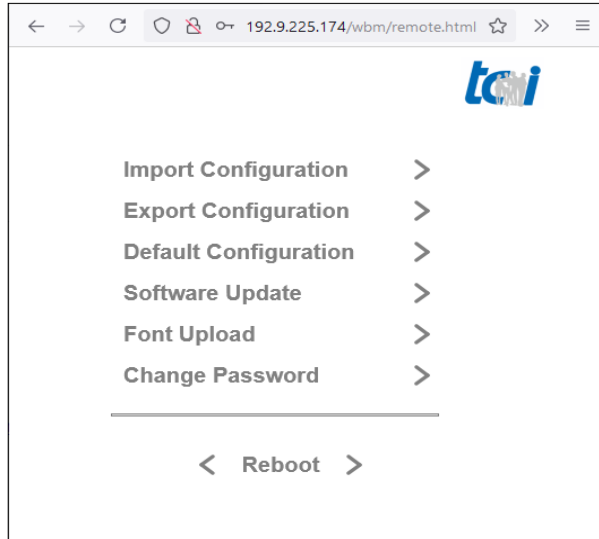 192.9.225.174/wbm/remote.html
tci
Import Configuration
Export Configuration
Default Configuration
Software Update
Font Upload
Change Password
Reboot